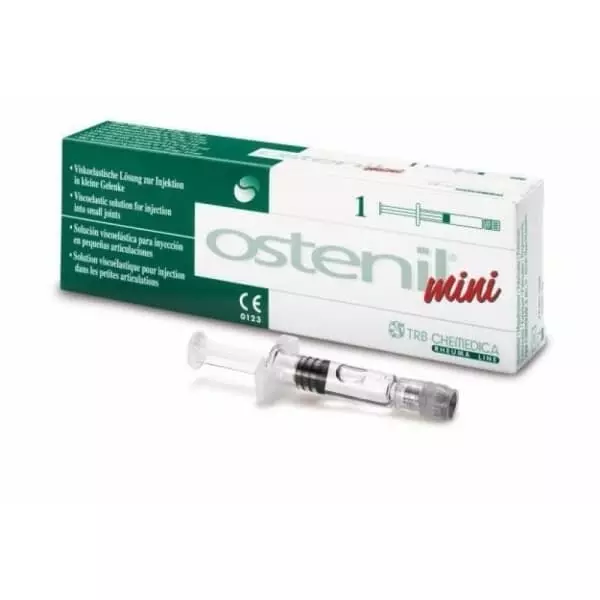 • Viskoelastische Lösung zur Injektion
in kleine Gelenke
• Viscoelastic solution for injection
into small joints
• Solución viscoelástica para inyección
en pequeñas articulaciones
• Solution viscoélastique pour injection
dans les petites articulations
1
ostenil®
mini
CE
0123
TRB CHEMEDICA
RHEUMA LINE